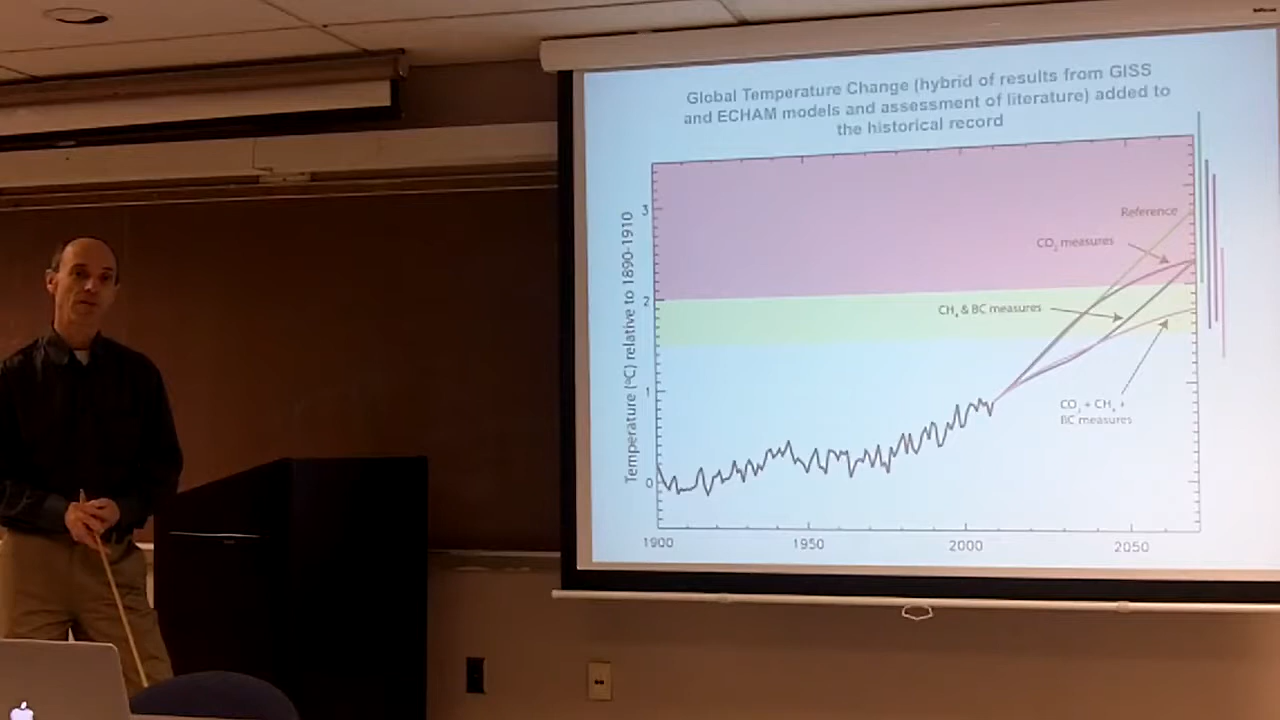 Global Temperature Change (hybrid of results from GISS
and ECHAM models and assessment of literature) added to
the historical record
Temperature (°C) relative to 1890-1910
3
2
1
0
Reference
CO₂ measures
CH₄ & BC measures
CO₂ + CH₄ +
BC measures
1900
1950
2000
2050